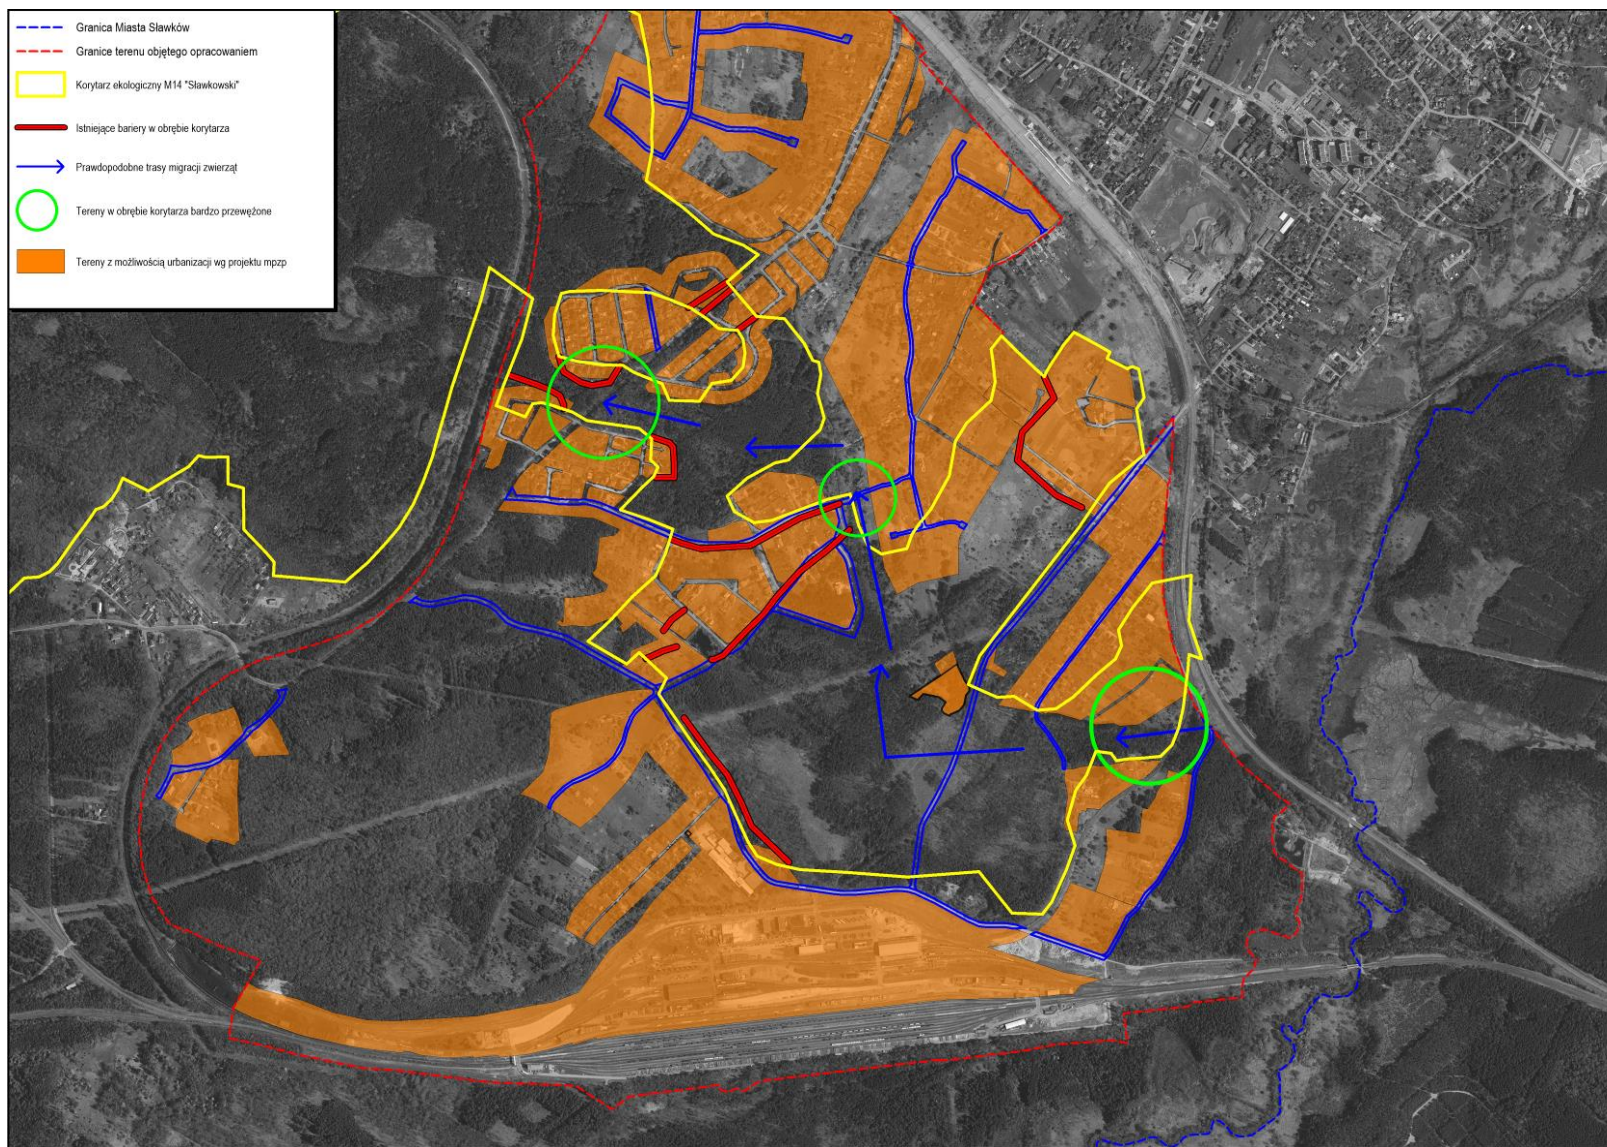 Granica Miasta Sławków
Granice terenu objętego opracowaniem
Korytarz ekologiczny M14 "Sławkowski"
Istniejące bariery w obrębie korytarza
Prawdopodobne trasy migracji zwierząt
Tereny w obrębie korytarza bardzo przewężone
Tereny z możliwością urbanizacji wg projektu mpzp